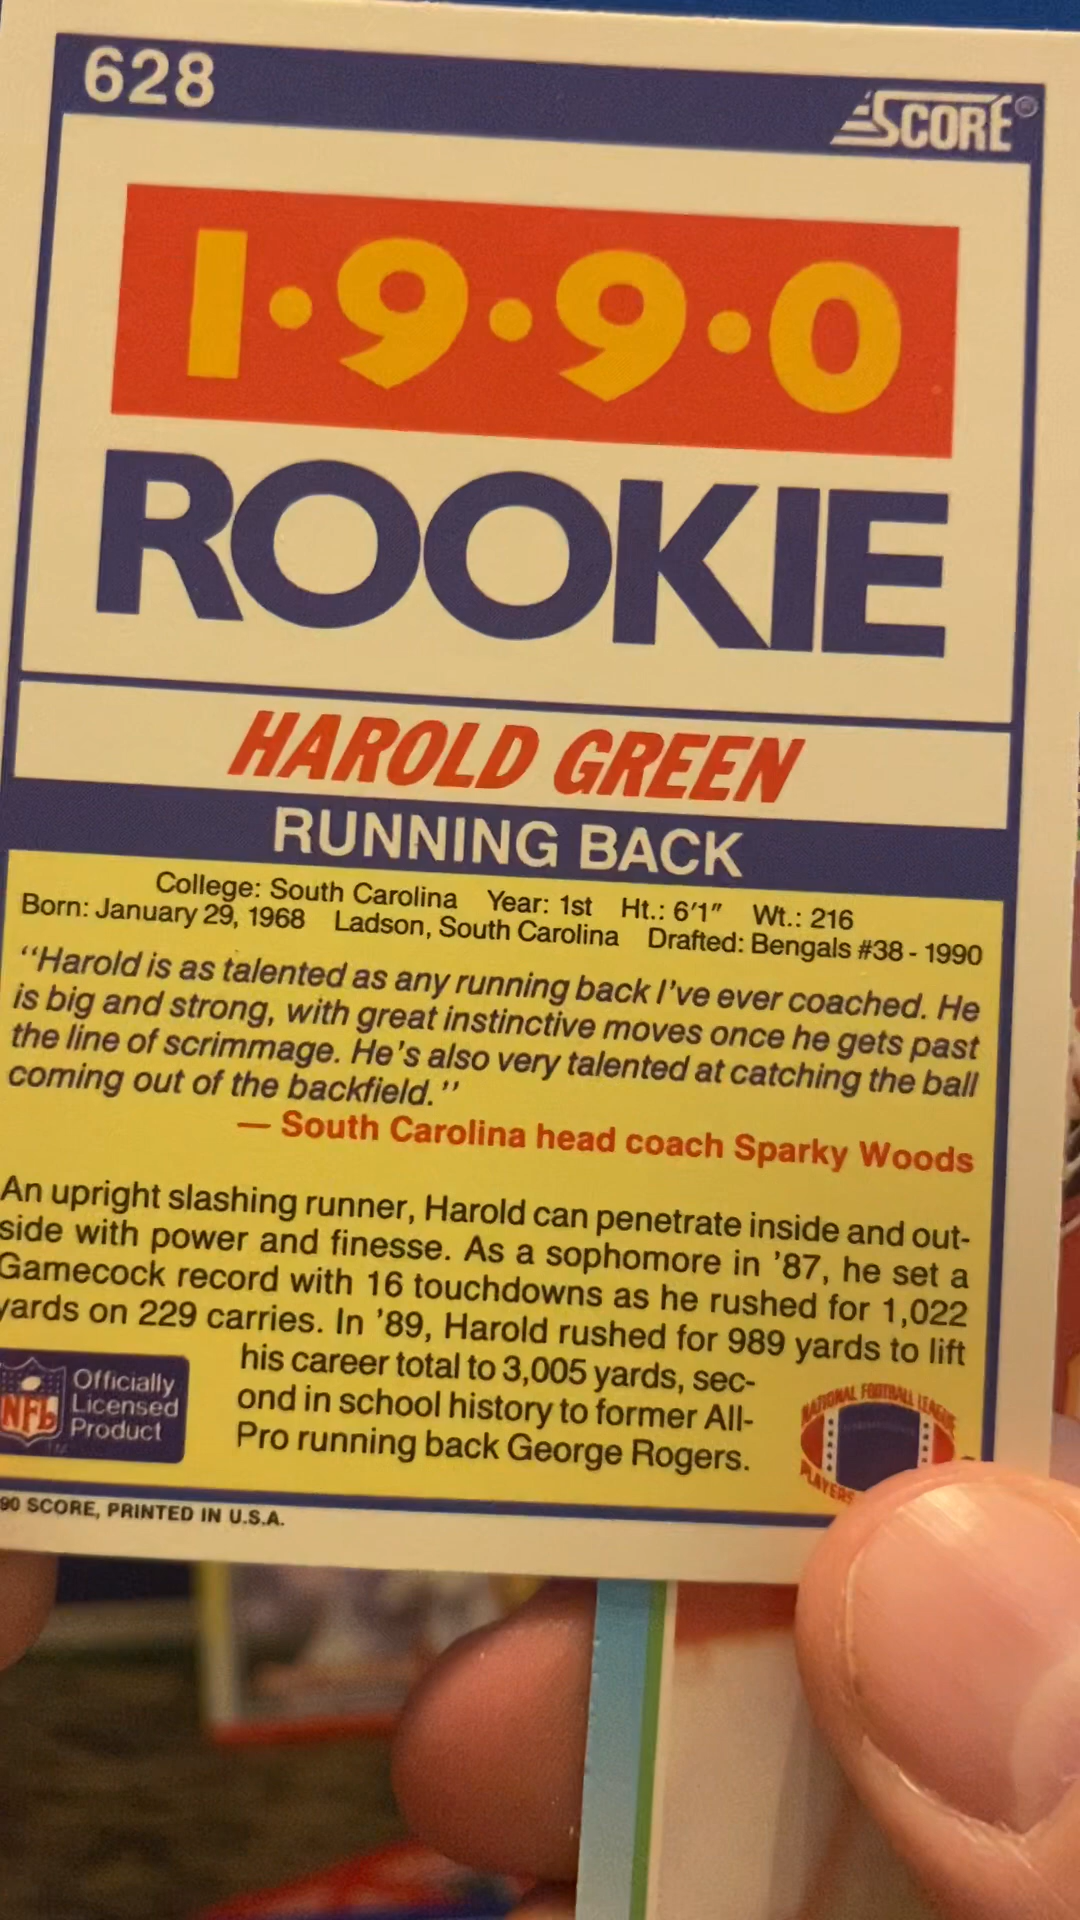 628
SCORE®
1•9•9•0
ROOKIE
HAROLD GREEN
RUNNING BACK
College: South Carolina Year: 1st Ht.: 6'1" Wt.: 216
Born: January 29, 1968 Ladson, South Carolina Drafted: Bengals #38 - 1990
"Harold is as talented as any running back I've ever coached. He
is big and strong, with great instinctive moves once he gets past
the line of scrimmage. He's also very talented at catching the ball
coming out of the backfield."
— South Carolina head coach Sparky Woods
An upright slashing runner, Harold can penetrate inside and out-
side with power and finesse. As a sophomore in '87, he set a
Gamecock record with 16 touchdowns as he rushed for 1,022
yards on 229 carries. In '89, Harold rushed for 989 yards to lift
his career total to 3,005 yards, sec-
ond in school history to former All-
Pro running back George Rogers.
NFL
TM
Officially
Licensed
Product
NATIONAL FOOTBALL LEAGUE
PLAYERS
90 SCORE, PRINTED IN U.S.A.